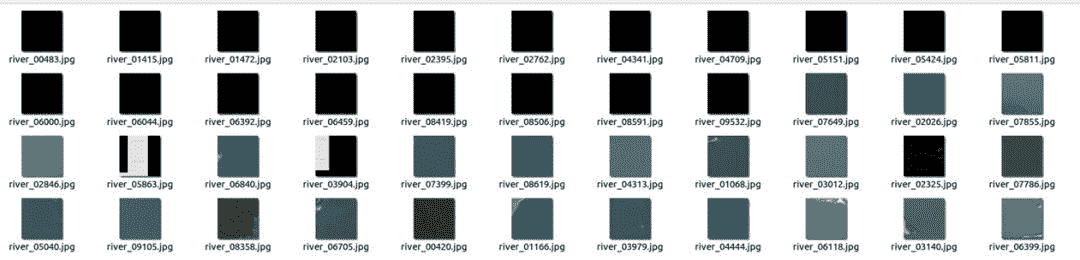 river_00483.jpg river_01415.jpg river_01472.jpg river_02103.jpg river_02395.jpg river_02762.jpg river_04341.jpg river_04709.jpg river_05151.jpg river_05424.jpg river_05811.jpg
river_06000.jpg river_06044.jpg river_06392.jpg river_06459.jpg river_08419.jpg river_08506.jpg river_08591.jpg river_09532.jpg river_07649.jpg river_02026.jpg river_07855.jpg
river_02846.jpg river_05863.jpg river_06840.jpg river_03904.jpg river_07399.jpg river_08619.jpg river_04313.jpg river_01068.jpg river_03012.jpg river_02325.jpg river_07786.jpg
river_05040.jpg river_09105.jpg river_08358.jpg river_06705.jpg river_00420.jpg river_01166.jpg river_03979.jpg river_04444.jpg river_06118.jpg river_03140.jpg river_06399.jpg